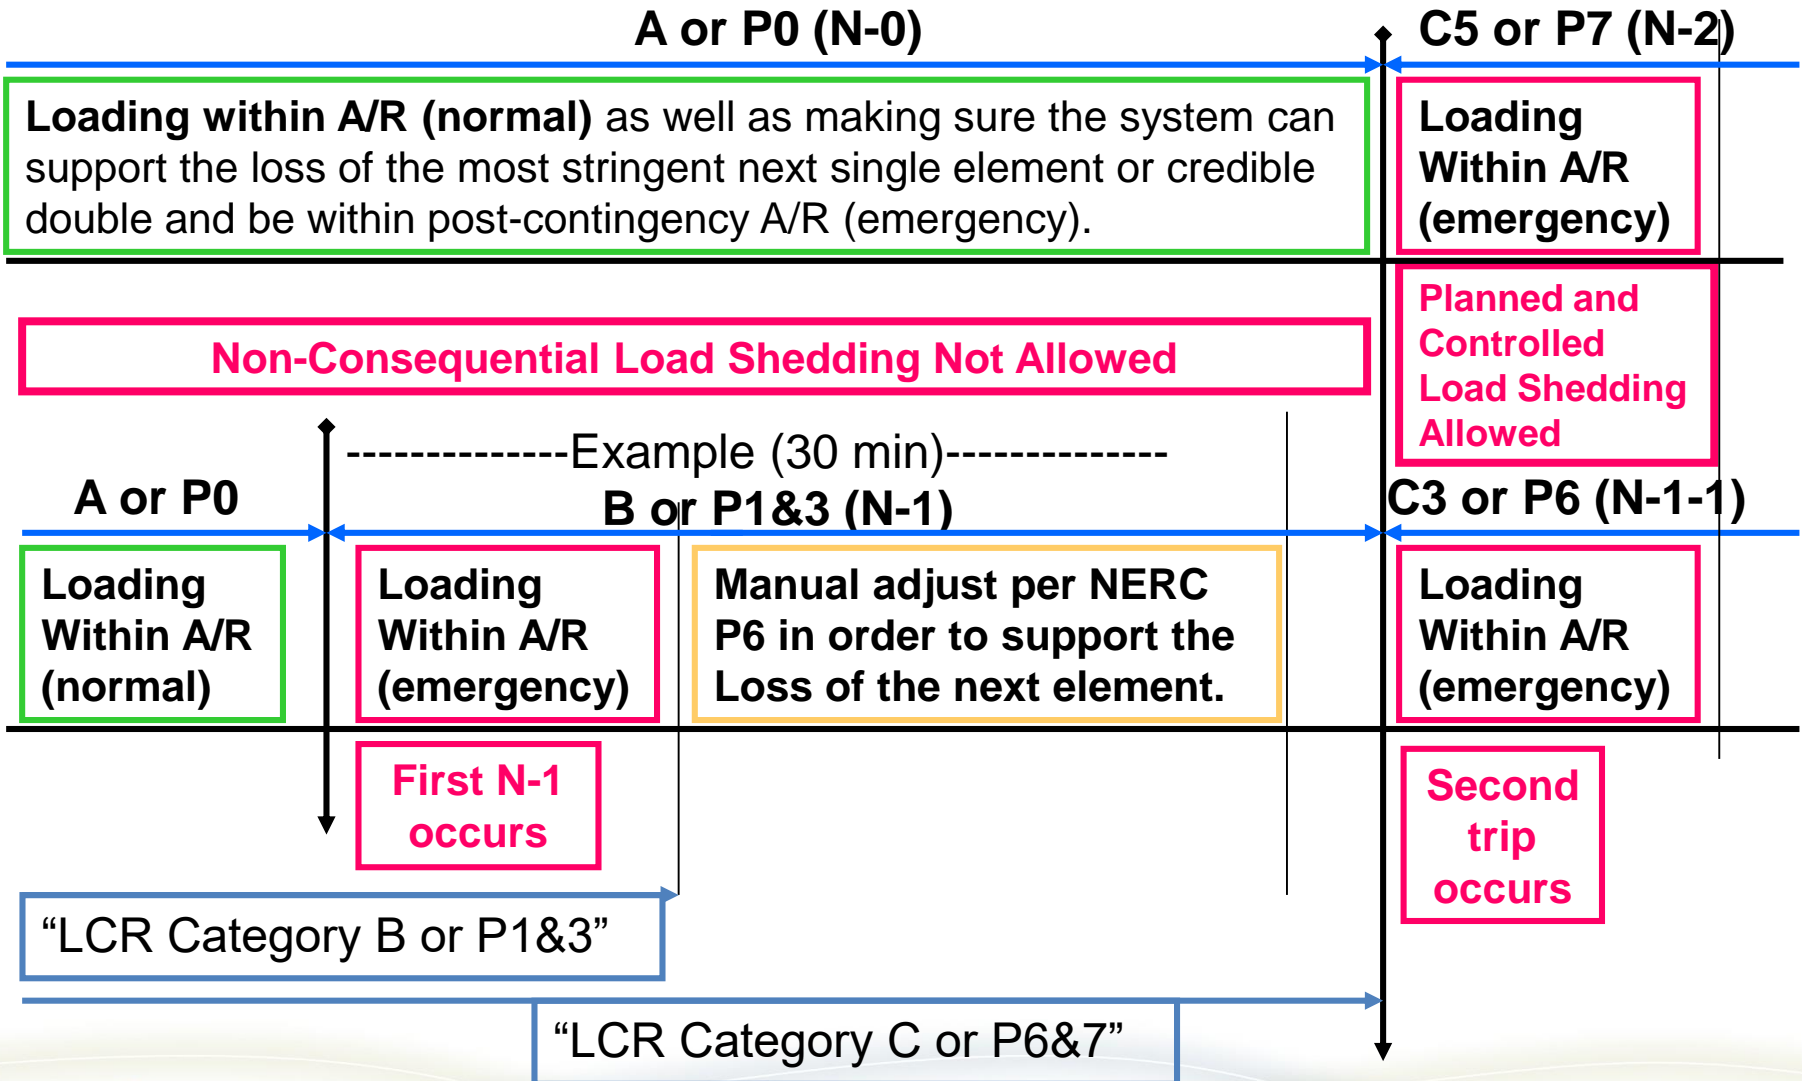 A or P0 (N-0)
C5 or P7 (N-2)
Loading within A/R (normal) as well as making sure the system can
support the loss of the most stringent next single element or credible
double and be within post-contingency A/R (emergency).
Loading
Within A/R
(emergency)
Non-Consequential Load Shedding Not Allowed
Planned and
Controlled
Load Shedding
Allowed
--------------Example (30 min)--------------
A or P0
B or P1&3 (N-1)
C3 or P6 (N-1-1)
Loading
Within A/R
(normal)
Loading
Within A/R
(emergency)
Manual adjust per NERC
P6 in order to support the
Loss of the next element.
Loading
Within A/R
(emergency)
First N-1
occurs
Second
trip
occurs
“LCR Category B or P1&3”
“LCR Category C or P6&7”